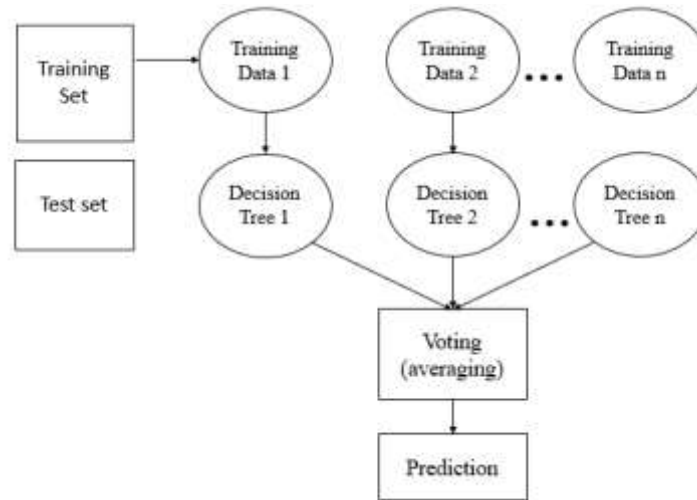 Training
Set
Training
Data 1
Training
Data 2
Training
Data n
Test set
Decision
Tree 1
Decision
Tree 2
Decision
Tree n
Voting
(averaging)
Prediction